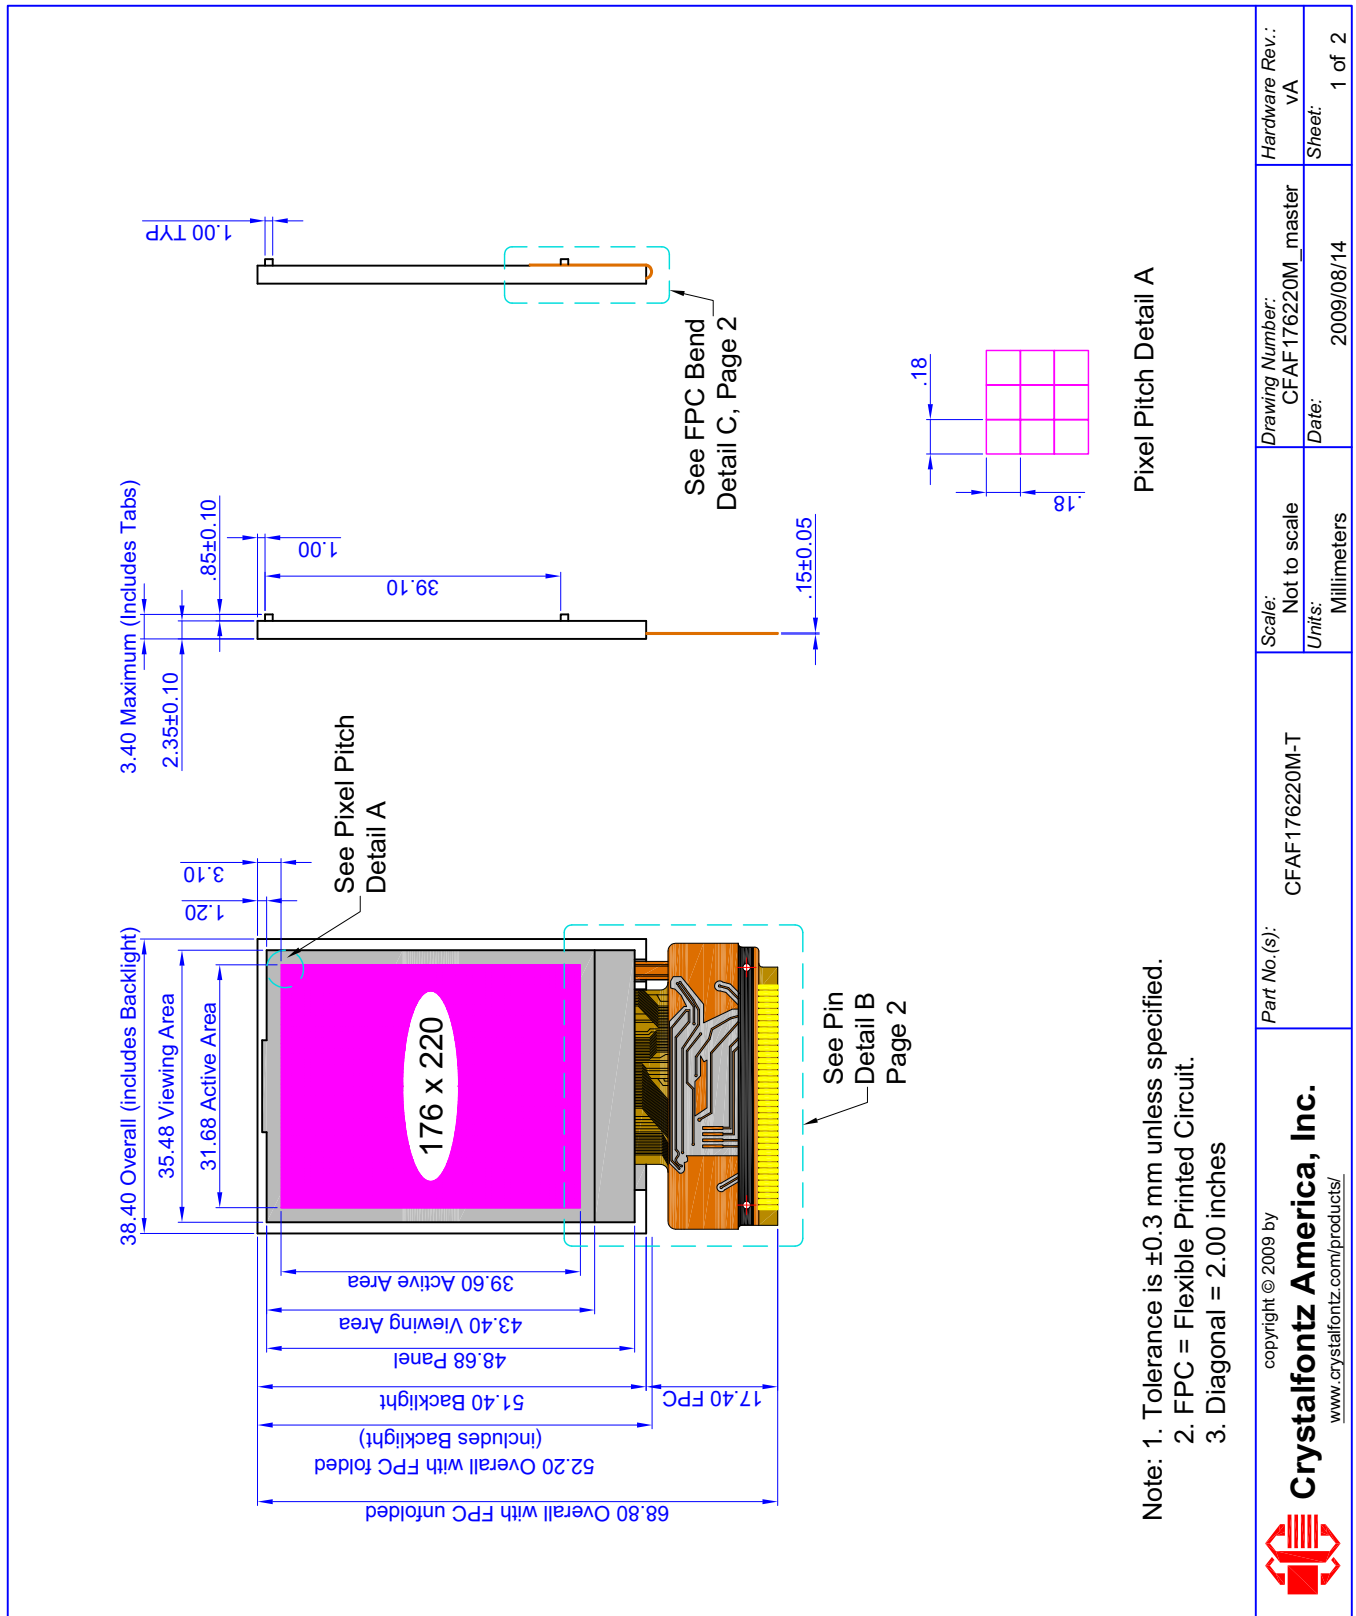 38.40 Overall (includes Backlight)
35.48 Viewing Area
31.68 Active Area
1.20
3.10
See Pixel Pitch
Detail A
176 x 220
39.60 Active Area
43.40 Viewing Area
48.68 Panel
51.40 Backlight
17.40 FPC
52.20 Overall with FPC folded
(includes Backlight)
68.80 Overall with FPC unfolded
See Pin
Detail B
Page 2
3.40 Maximum (Includes Tabs)
2.35±0.10
.85±0.10
1.00
39.10
.15±0.05
1.00 TYP
See FPC Bend
Detail C, Page 2
.18
.18
Pixel Pitch Detail A
Note: 1. Tolerance is ±0.3 mm unless specified.
2. FPC = Flexible Printed Circuit.
3. Diagonal = 2.00 inches
copyright © 2009 by
Crystalfontz America, Inc.
www.crystalfontz.com/products/
Part No.(s):
CFAF176220M-T
Scale:
Not to scale
Units:
Millimeters
Drawing Number:
CFAF176220M_master
Date:
2009/08/14
Hardware Rev.:
vA
Sheet:
1 of 2